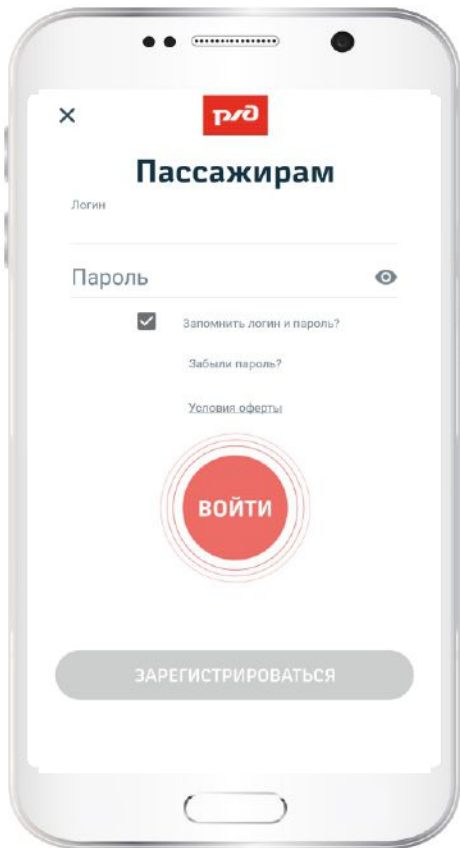 ржд
Пассажирам
Логин
Пароль
Запомнить логин и пароль?
Забыли пароль?
Условия оферты
ВОЙТИ
ЗАРЕГИСТРИРОВАТЬСЯ